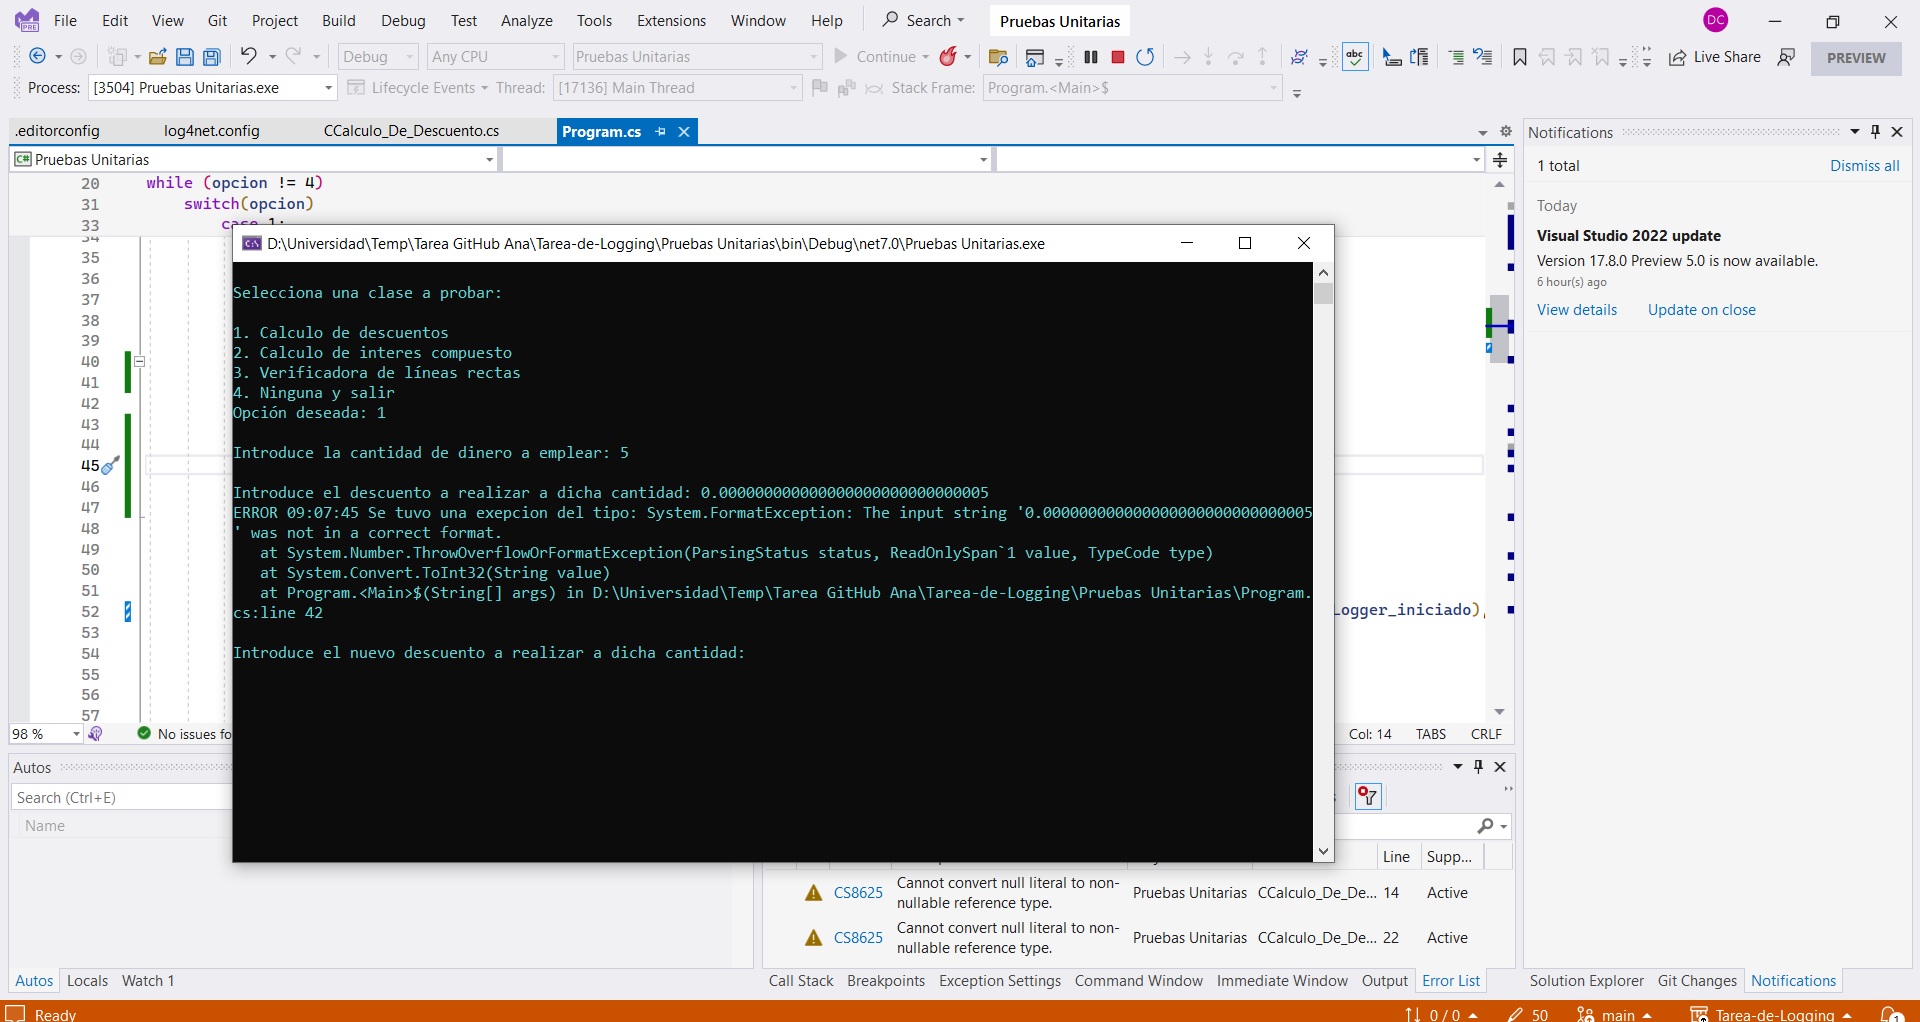 File Edit View Git Project Build Debug Test Analyze Tools Extensions Window Help Search Pruebas Unitarias DC
Debug Any CPU Pruebas Unitarias Continue Live Share PREVIEW
Process: [3504] Pruebas Unitarias.exe Lifecycle Events Thread: [17136] Main Thread Stack Frame: Program.<Main>$
.editorconfig log4net.config CCalculo_De_Descuento.cs Program.cs
C# Pruebas Unitarias
20 while (opcion != 4)
31 switch(opcion)
33 case 1:
34
35
36
37
38
39
40
41
42
43
44
45
46
47
48
49
50
51
52 Logger_iniciado),
53
54
55
56
57
98 % No issues fo Col: 14 TABS CRLF
D:\Universidad\Temp\Tarea GitHub Ana\Tarea-de-Logging\Pruebas Unitarias\bin\Debug\net7.0\Pruebas Unitarias.exe
Selecciona una clase a probar:
1. Calculo de descuentos
2. Calculo de interes compuesto
3. Verificadora de líneas rectas
4. Ninguna y salir
Opción deseada: 1
Introduce la cantidad de dinero a emplear: 5
Introduce el descuento a realizar a dicha cantidad: 0.000000000000000000000000000005
ERROR 09:07:45 Se tuvo una exepcion del tipo: System.FormatException: The input string '0.000000000000000000000000000005
' was not in a correct format.
at System.Number.ThrowOverflowOrFormatException(ParsingStatus status, ReadOnlySpan`1 value, TypeCode type)
at System.Convert.ToInt32(String value)
at Program.<Main>$(String[] args) in D:\Universidad\Temp\Tarea GitHub Ana\Tarea-de-Logging\Pruebas Unitarias\Program.
cs:line 42
Introduce el nuevo descuento a realizar a dicha cantidad:
Notifications
1 total Dismiss all
Today
Visual Studio 2022 update
Version 17.8.0 Preview 5.0 is now available.
6 hour(s) ago
View details Update on close
Autos
Search (Ctrl+E)
Name
Line Supp...
CS8625 Cannot convert null literal to non-
nullable reference type. Pruebas Unitarias CCalculo_De_De... 14 Active
CS8625 Cannot convert null literal to non-
nullable reference type. Pruebas Unitarias CCalculo_De_De... 22 Active
Autos Locals Watch 1
Call Stack Breakpoints Exception Settings Command Window Immediate Window Output Error List
Solution Explorer Git Changes Notifications
Ready 0 / 0 50 main Tarea-de-Logging 1